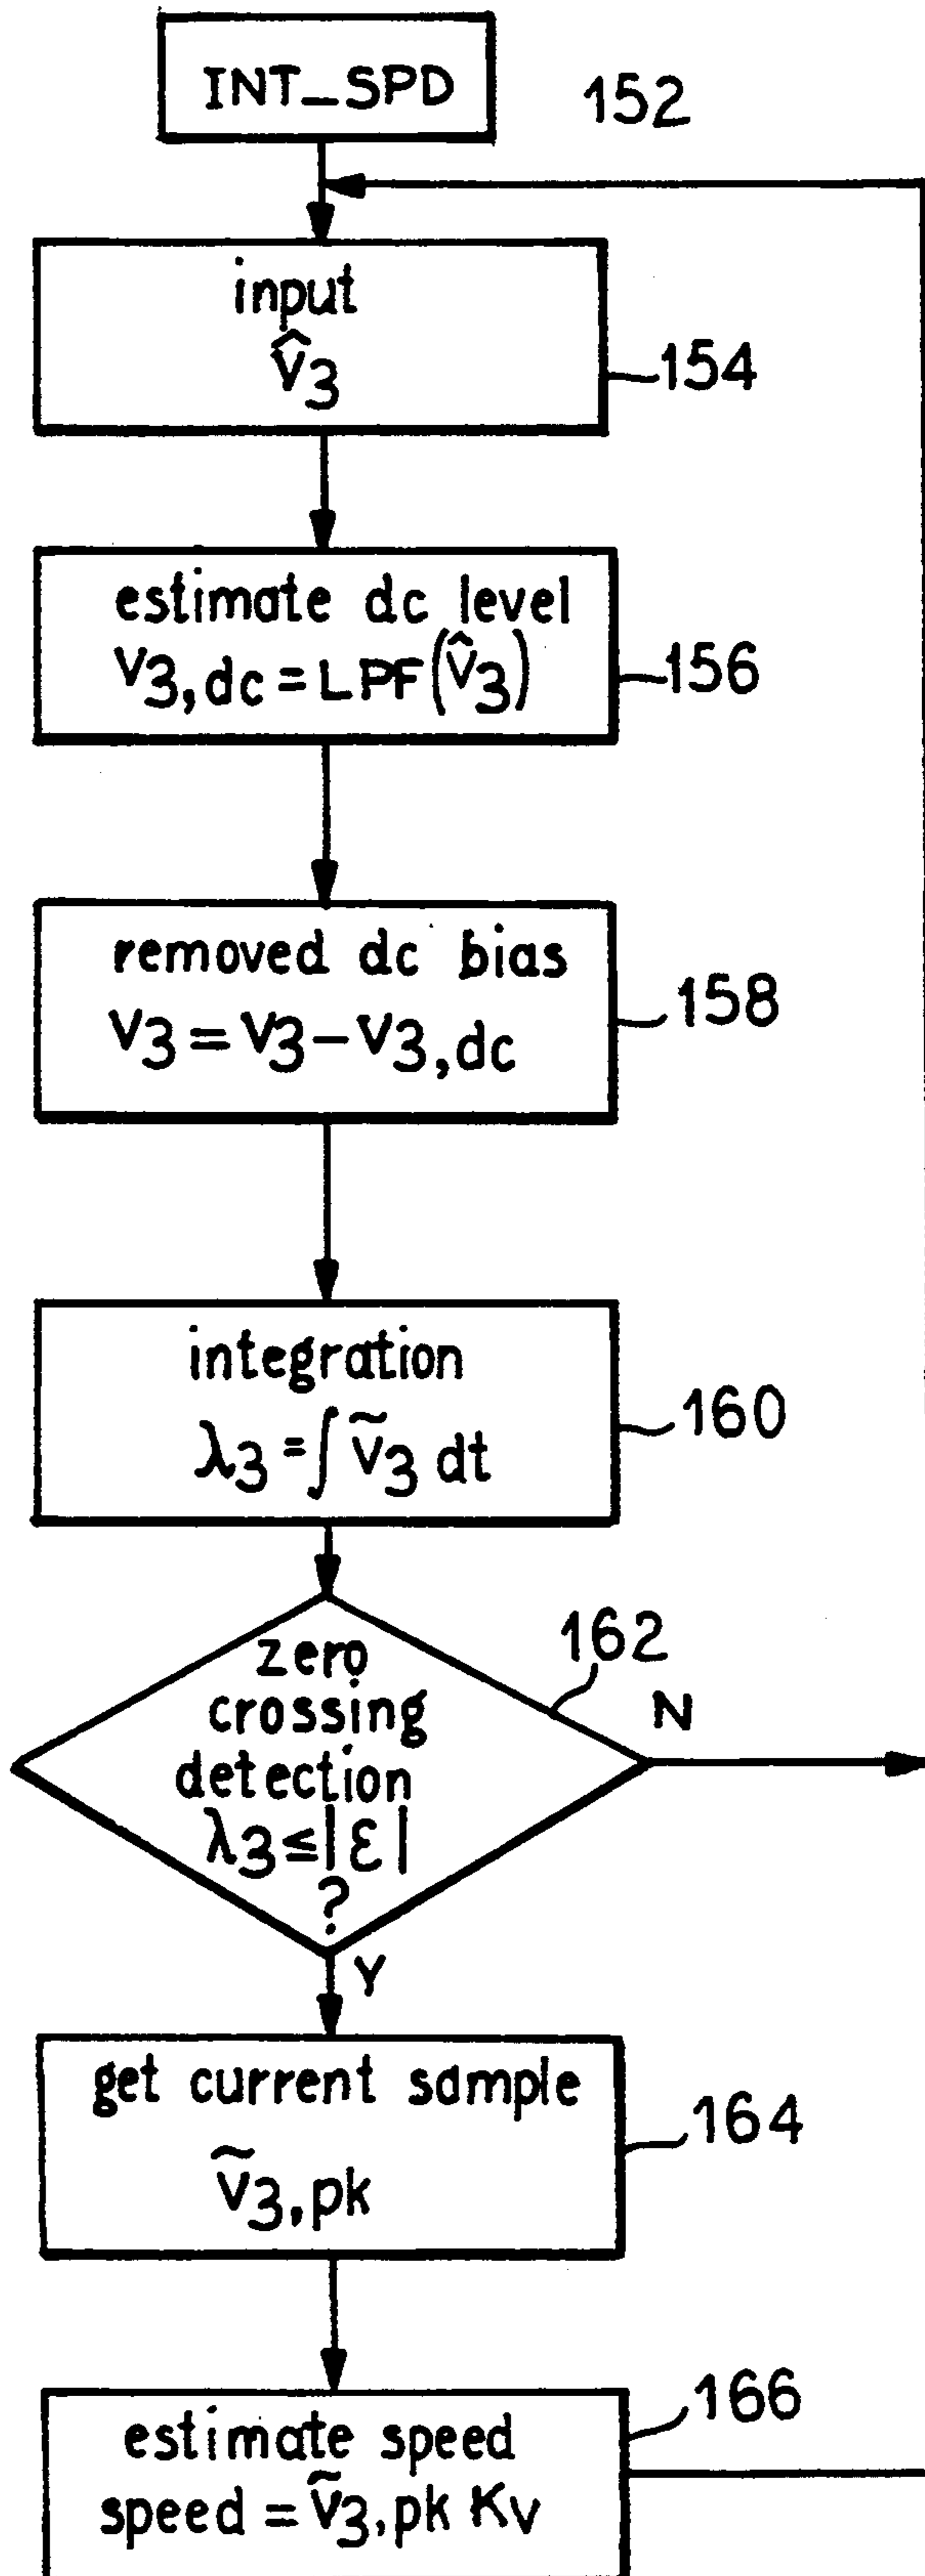 INT_SPD
152
input
v̂3
154
estimate dc level
v3,dc = LPF(v̂3)
156
removed dc bias
v3 = v3 - v3,dc
158
integration
λ3 = ∫ ṽ3 dt
160
zero
crossing
detection
λ3 ≤ |ε|
?
162
N
Y
get current sample
ṽ3,pk
164
estimate speed
speed = ṽ3,pk Kv
166